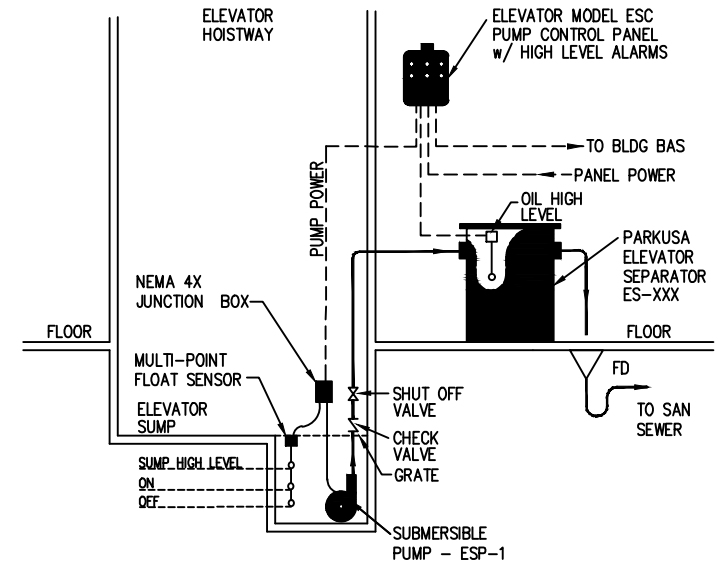 ELEVATOR
HOISTWAY
ELEVATOR MODEL ESC
PUMP CONTROL PANEL
w/ HIGH LEVEL ALARMS
TO BLDG BAS
PANEL POWER
PUMP POWER
OIL HIGH
LEVEL
PARKUSA
ELEVATOR
SEPARATOR
ES-XXX
NEMA 4X
JUNCTION BOX
FLOOR
FLOOR
MULTI-POINT
FLOAT SENSOR
FD
SHUT OFF
VALVE
TO SAN
SEWER
ELEVATOR
SUMP
CHECK
VALVE
GRATE
SUMP HIGH LEVEL
ON
OFF
SUBMERSIBLE
PUMP - ESP-1